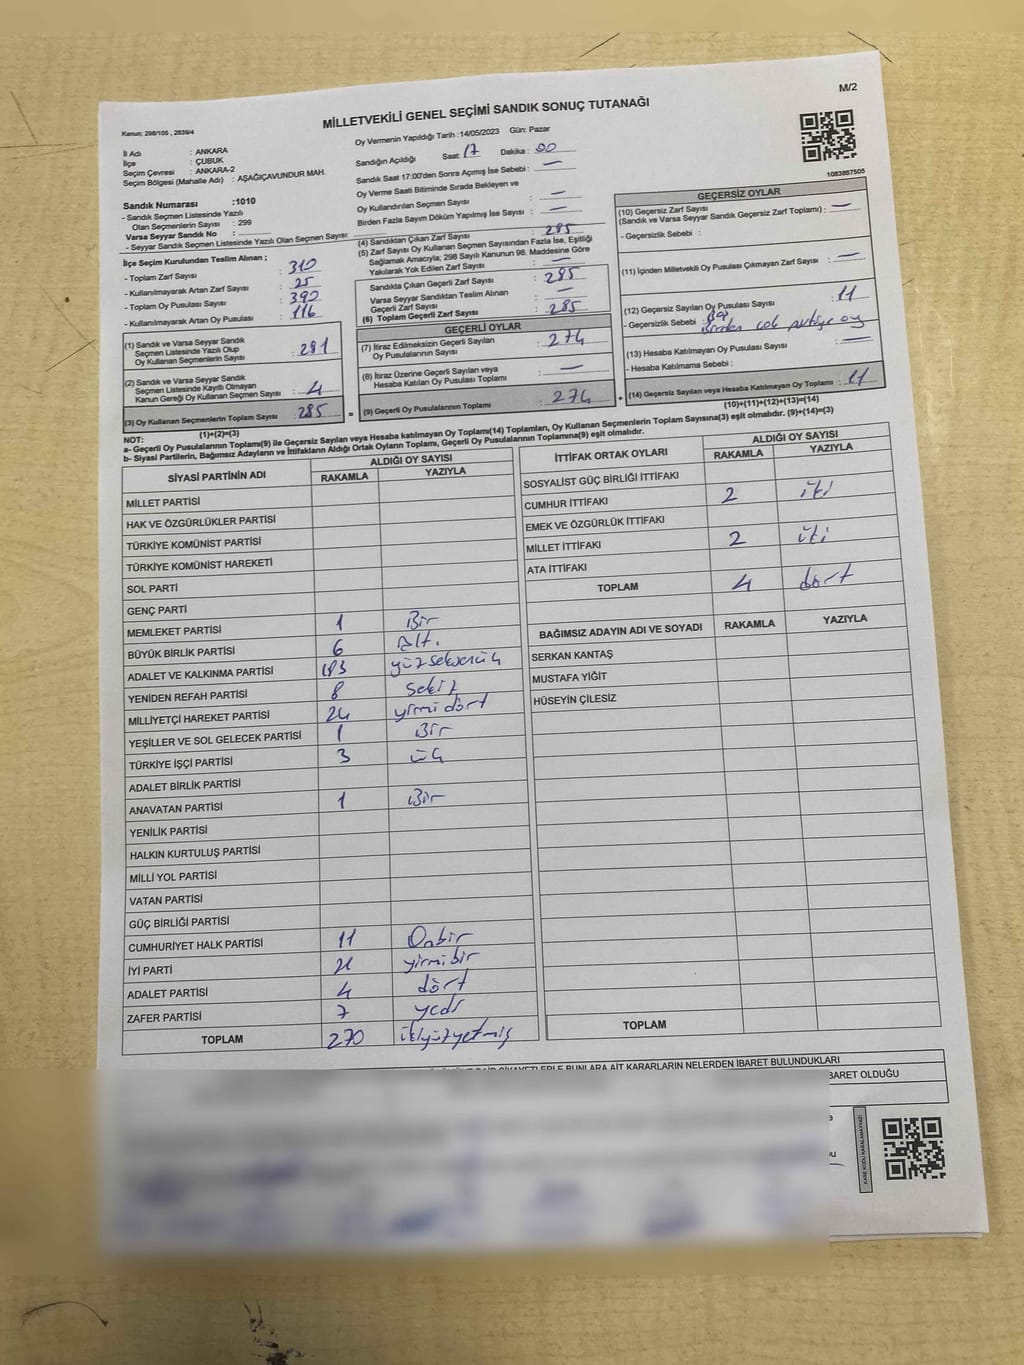 M/2
MİLLETVEKİLİ GENEL SEÇİMİ SANDIK SONUÇ TUTANAĞI
Kanun: 298/105 , 2839/4
İl Adı : ANKARA
İlçe : ÇUBUK
Seçim Çevresi : ANKARA-2
Seçim Bölgesi (Mahalle Adı) : AŞAĞIÇAVUNDUR MAH.
Sandık Numarası :1010
- Sandık Seçmen Listesinde Yazılı
Olan Seçmenlerin Sayısı : 299
Varsa Seyyar Sandık No :
- Seyyar Sandık Seçmen Listesinde Yazılı Olan Seçmen Sayısı:
İlçe Seçim Kurulundan Teslim Alınan ;
- Toplam Zarf Sayısı : 310
- Kullanılmayarak Artan Zarf Sayısı : 25
- Toplam Oy Pusulası Sayısı : 390
- Kullanılmayarak Artan Oy Pusulası : 116
(1) Sandık ve Varsa Seyyar Sandık
Seçmen Listesinde Yazılı Olup
Oy Kullanan Seçmenlerin Sayısı : 281
(2) Sandık ve Varsa Seyyar Sandık
Seçmen Listesinde Kayıtlı Olmayan
Kanun Gereği Oy Kullanan Seçmen Sayısı : 4
(3) Oy Kullanan Seçmenlerin Toplam Sayısı : 285
(1)+(2)=(3)
Oy Vermenin Yapıldığı Tarih :14/05/2023 Gün: Pazar
Sandığın Açıldığı Saat: 17 Dakika : 00
Sandık Saat 17:00'den Sonra Açımış İse Sebebi : —
Oy Verme Saati Bitiminde Sırada Bekleyen ve
Oy Kullandırılan Seçmen Sayısı : —
Birden Fazla Sayım Döküm Yapılmış İse Sayısı : —
(4) Sandıktan Çıkan Zarf Sayısı : 285
(5) Zarf Sayısı Oy Kullanan Seçmen Sayısından Fazla İse, Eşitliği
Sağlamak Amacıyla; 298 Sayılı Kanunun 98. Maddesine Göre
Yakılarak Yok Edilen Zarf Sayısı : —
Sandıkta Çıkan Geçerli Zarf Sayısı : 285
Varsa Seyyar Sandıktan Teslim Alınan
Geçerli Zarf Sayısı : —
(6) Toplam Geçerli Zarf Sayısı : 285
GEÇERLİ OYLAR
(7) İtiraz Edilmeksizin Geçerli Sayılan
Oy Pusulalarının Sayısı : 274
(8) İtiraz Üzerine Geçerli Sayılan veya
Hesaba Katılan Oy Pusulası Toplamı : —
= (9) Geçerli Oy Pusulalarının Toplamı : 274
1083887505
GEÇERSİZ OYLAR
(10) Geçersiz Zarf Sayısı
(Sandık ve Varsa Seyyar Sandık Geçersiz Zarf Toplamı) : —
- Geçersizlik Sebebi :
(11) İçinden Milletvekili Oy Pusulası Çıkmayan Zarf Sayısı : —
(12) Geçersiz Sayılan Oy Pusulası Sayısı : 11
- Geçersizlik Sebebi :
Birden çok partiye oy
(13) Hesaba Katılmayan Oy Pusulası Sayısı : —
- Hesaba Katılmama Sebebi :
+ (14) Geçersiz Sayılan veya Hesaba Katılmayan Oy Toplamı : 11
(10)+(11)+(12)+(13)=(14)
NOT:
a- Geçerli Oy Pusulalarının Toplamı(9) ile Geçersiz Sayılan veya Hesaba katılmayan Oy Toplamı(14) Toplamları, Oy Kullanan Seçmenlerin Toplam Sayısına(3) eşit olmalıdır. (9)+(14)=(3)
b- Siyasi Partilerin, Bağımsız Adayların ve İttifakların Aldığı Ortak Oyların Toplamı, Geçerli Oy Pusulalarının Toplamına(9) eşit olmalıdır.
SİYASİ PARTİNİN ADI ALDIĞI OY SAYISI
RAKAMLA YAZIYLA
MİLLET PARTİSİ
HAK VE ÖZGÜRLÜKLER PARTİSİ
TÜRKİYE KOMÜNİST PARTİSİ
TÜRKİYE KOMÜNİST HAREKETİ
SOL PARTİ
GENÇ PARTİ
MEMLEKET PARTİSİ 1 Bir
BÜYÜK BİRLİK PARTİSİ 6 Altı
ADALET VE KALKINMA PARTİSİ 183 yüzseksenüç
YENİDEN REFAH PARTİSİ 8 sekiz
MİLLİYETÇİ HAREKET PARTİSİ 24 yirmi dört
YEŞİLLER VE SOL GELECEK PARTİSİ 1 Bir
TÜRKİYE İŞÇİ PARTİSİ 3 üç
ADALET BİRLİK PARTİSİ
ANAVATAN PARTİSİ 1 Bir
YENİLİK PARTİSİ
HALKIN KURTULUŞ PARTİSİ
MİLLİ YOL PARTİSİ
VATAN PARTİSİ
GÜÇ BİRLİĞİ PARTİSİ
CUMHURİYET HALK PARTİSİ 11 Onbir
İYİ PARTİ 21 yirmibir
ADALET PARTİSİ 4 dört
ZAFER PARTİSİ 7 yedi
TOPLAM 270 ikiyüzyetmiş
İTTİFAK ORTAK OYLARI ALDIĞI OY SAYISI
RAKAMLA YAZIYLA
SOSYALIST GÜÇ BİRLİĞİ İTTİFAKI
CUMHUR İTTİFAKI 2 iki
EMEK VE ÖZGÜRLÜK İTTİFAKI
MİLLET İTTİFAKI 2 iki
ATA İTTİFAKI
TOPLAM 4 dört
BAĞIMSIZ ADAYIN ADI VE SOYADI RAKAMLA YAZIYLA
SERKAN KANTAŞ
MUSTAFA YİĞİT
HÜSEYİN ÇİLESİZ
TOPLAM
BUNLARA AİT KARARLARIN NELERDEN İBARET BULUNDUKLARI
BARET OLDUĞU
KARE KODU KARALAMAYINIZ!